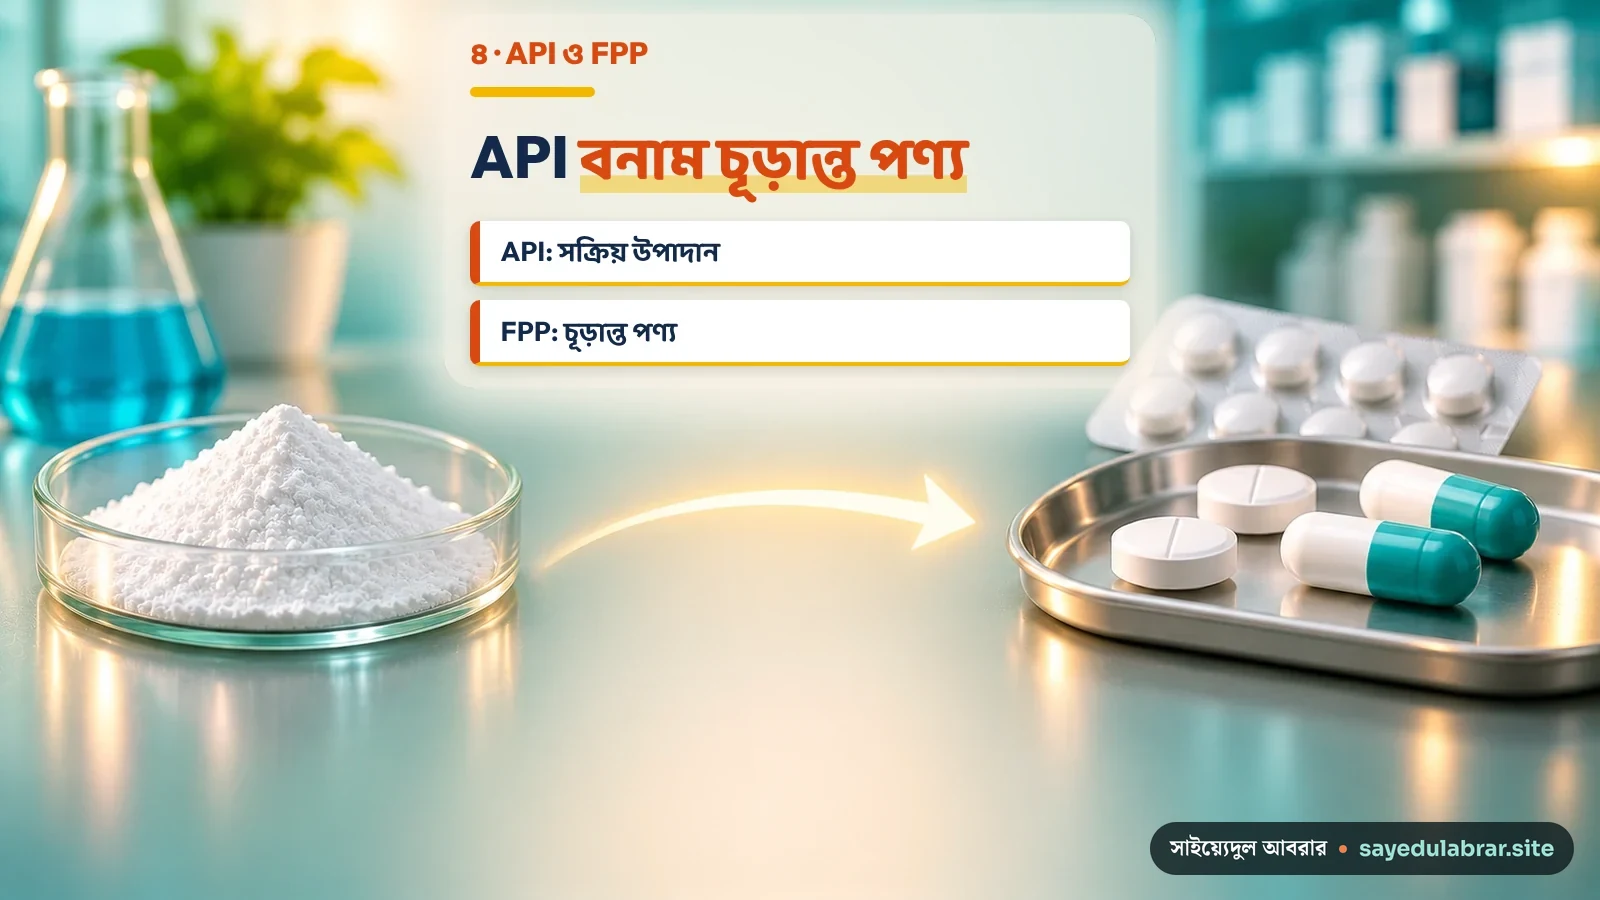 ৪· API ও FPP
API বনাম চূড়ান্ত পণ্য
API: সক্রিয় উপাদান
FPP: চূড়ান্ত পণ্য
সাইয়্যেদুল আবরার • sayedulabrar.site